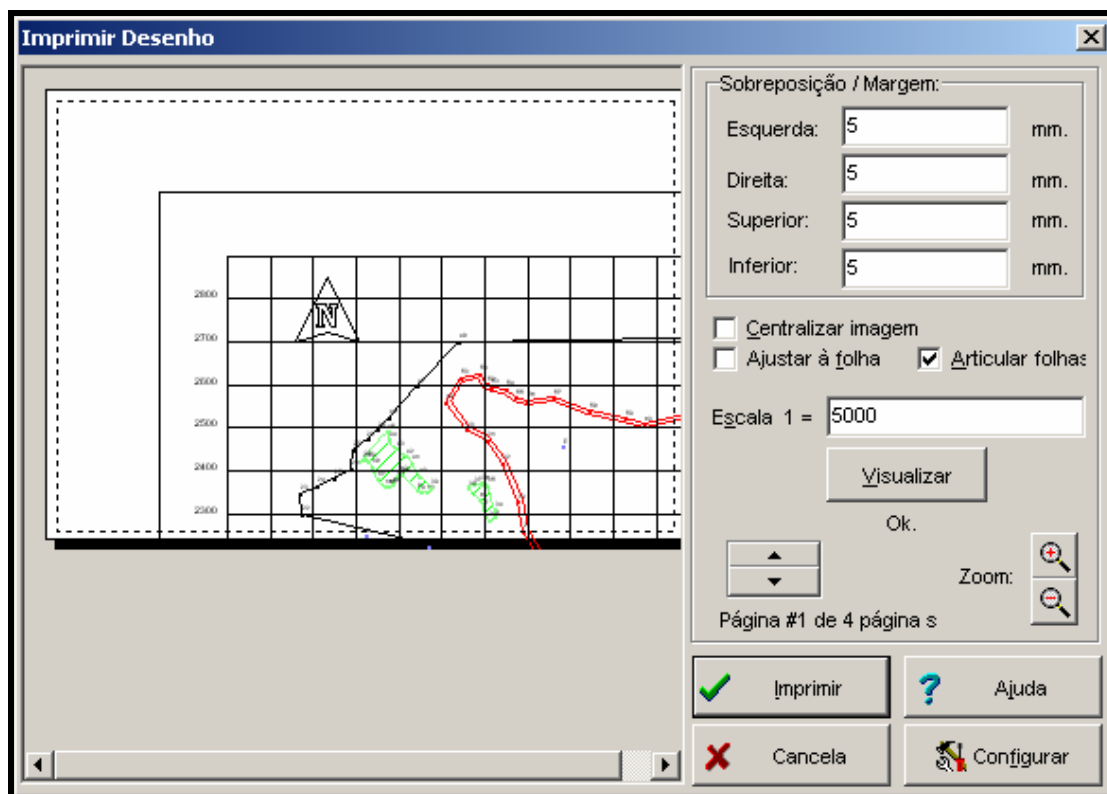 Imprimir Desenho
2800
2700
2600
2500
2400
2300
N
Sobreposição / Margem:
Esquerda: 5 mm.
Direita: 5 mm.
Superior: 5 mm.
Inferior: 5 mm.
Centralizar imagem
Ajustar à folha Articular folhas
Escala 1 = 5000
Visualizar
Ok.
Zoom:
Página #1 de 4 página s
Imprimir Ajuda
Cancela Configurar